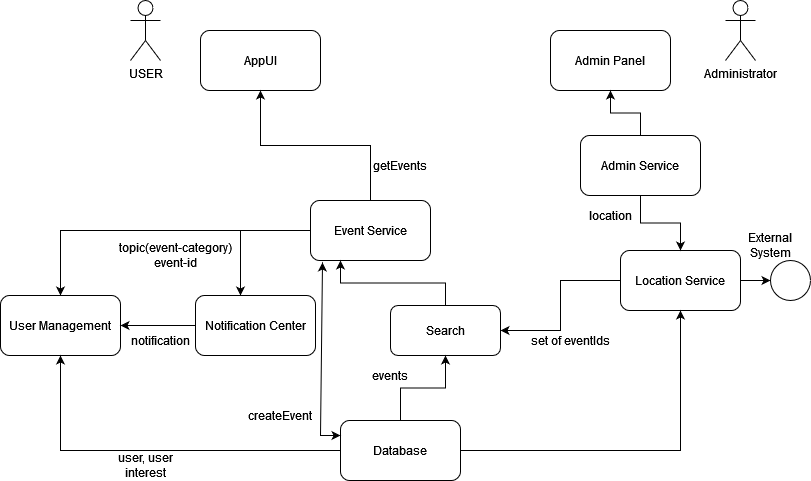 USER
AppUI
Admin Panel
Administrator
getEvents
Admin Service
location
Event Service
topic(event-category)
event-id
External
System
Location Service
User Management
Notification Center
notification
Search
set of eventIds
events
createEvent
Database
user, user
interest